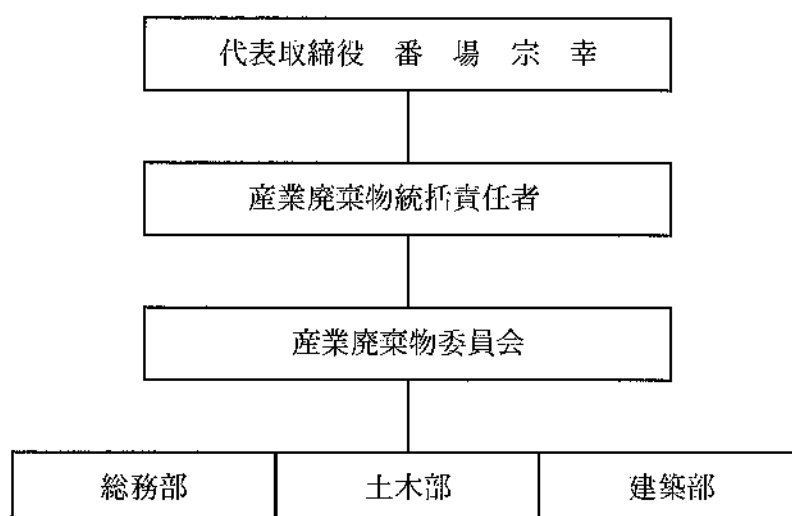 代表取締役 番 場 宗 幸
産業廃棄物統括責任者
産業廃棄物委員会
総務部 土木部 建築部